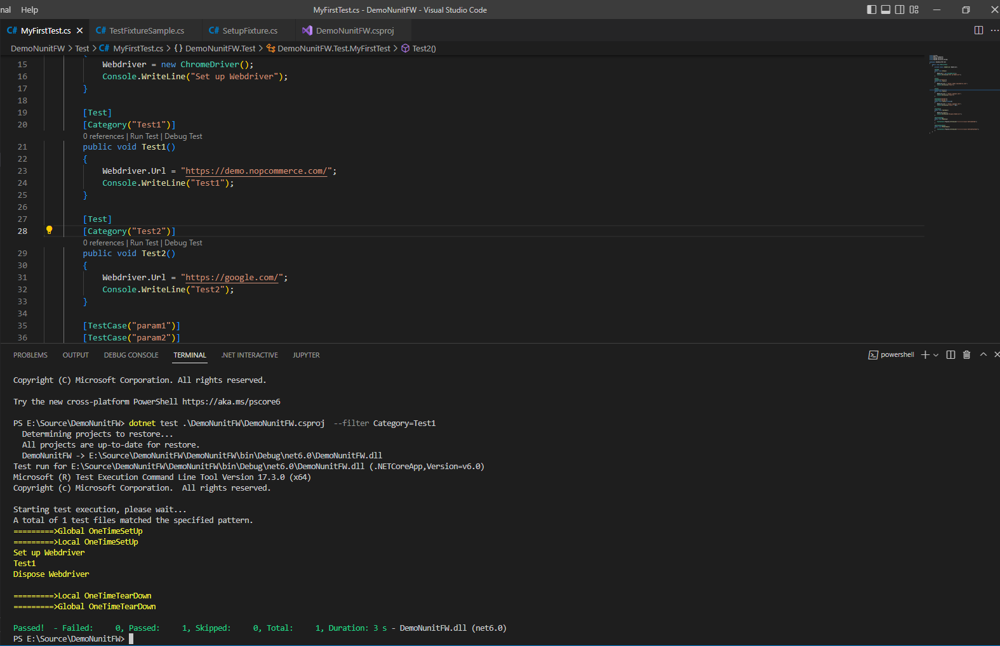 nal Help MyFirstTest.cs - DemoNunitFW - Visual Studio Code
C# MyFirstTest.cs C# TestFixtureSample.cs C# SetupFixture.cs DemoNunitFW.csproj
DemoNunitFW > Test > C# MyFirstTest.cs > {} DemoNunitFW.Test > DemoNunitFW.Test.MyFirstTest > Test2()
{
15 Webdriver = new ChromeDriver();
16 Console.WriteLine("Set up Webdriver");
17 }
18
19 [Test]
20 [Category("Test1")]
0 references | Run Test | Debug Test
21 public void Test1()
22 {
23 Webdriver.Url = "https://demo.nopcommerce.com/";
24 Console.WriteLine("Test1");
25 }
26
27 [Test]
28 [Category("Test2")]
0 references | Run Test | Debug Test
29 public void Test2()
30 {
31 Webdriver.Url = "https://google.com/";
32 Console.WriteLine("Test2");
33 }
34
35 [TestCase("param1")]
36 [TestCase("param2")]
PROBLEMS OUTPUT DEBUG CONSOLE TERMINAL .NET INTERACTIVE JUPYTER powershell
Copyright (C) Microsoft Corporation. All rights reserved.
Try the new cross-platform PowerShell https://aka.ms/pscore6
PS E:\Source\DemoNunitFW> dotnet test .\DemoNunitFW\DemoNunitFW.csproj --filter Category=Test1
Determining projects to restore...
All projects are up-to-date for restore.
DemoNunitFW -> E:\Source\DemoNunitFW\DemoNunitFW\bin\Debug\net6.0\DemoNunitFW.dll
Test run for E:\Source\DemoNunitFW\DemoNunitFW\bin\Debug\net6.0\DemoNunitFW.dll (.NETCoreApp,Version=v6.0)
Microsoft (R) Test Execution Command Line Tool Version 17.3.0 (x64)
Copyright (c) Microsoft Corporation.  All rights reserved.
Starting test execution, please wait...
A total of 1 test files matched the specified pattern.
=========>Global OneTimeSetUp
=========>Local OneTimeSetUp
Set up Webdriver
Test1
Dispose Webdriver
=========>Local OneTimeTearDown
=========>Global OneTimeTearDown
Passed!  - Failed:     0, Passed:     1, Skipped:     0, Total:     1, Duration: 3 s - DemoNunitFW.dll (net6.0)
PS E:\Source\DemoNunitFW>